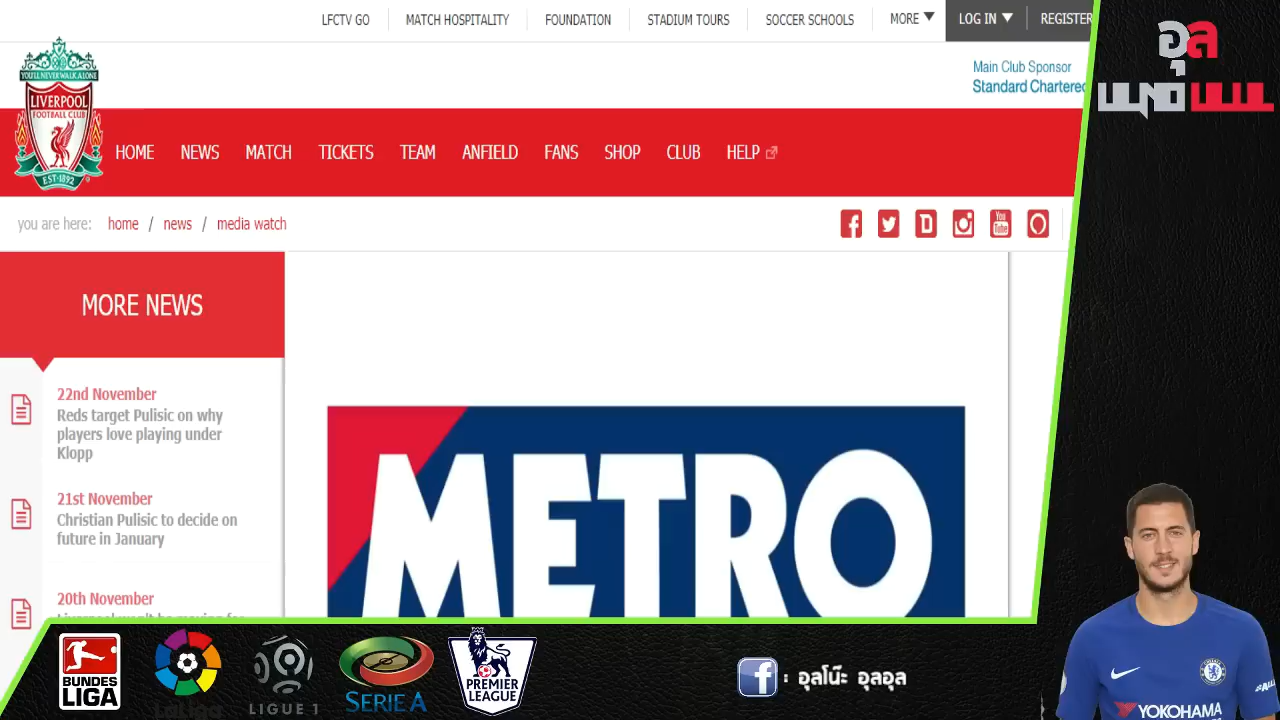 LFCTV GO
MATCH HOSPITALITY
FOUNDATION
STADIUM TOURS
SOCCER SCHOOLS
MORE
LOG IN
REGISTER
อุล
YOU'LL NEVER WALK ALONE
LIVERPOOL
FOOTBALL CLUB
EST·1892
Main Club Sponsor
Standard Chartered
HOME
NEWS
MATCH
TICKETS
TEAM
ANFIELD
FANS
SHOP
CLUB
HELP
you are here: home / news / media watch
You
Tube
MORE NEWS
22nd November
Reds target Pulisic on why
players love playing under
Klopp
21st November
Christian Pulisic to decide on
future in January
20th November
METRO
BUNDES
LIGA
LaLiga
LIGUE 1
SERIE A
PREMIER
LEAGUE
f : อุลโน๊ะ อุลอุล
YOKOHAMA